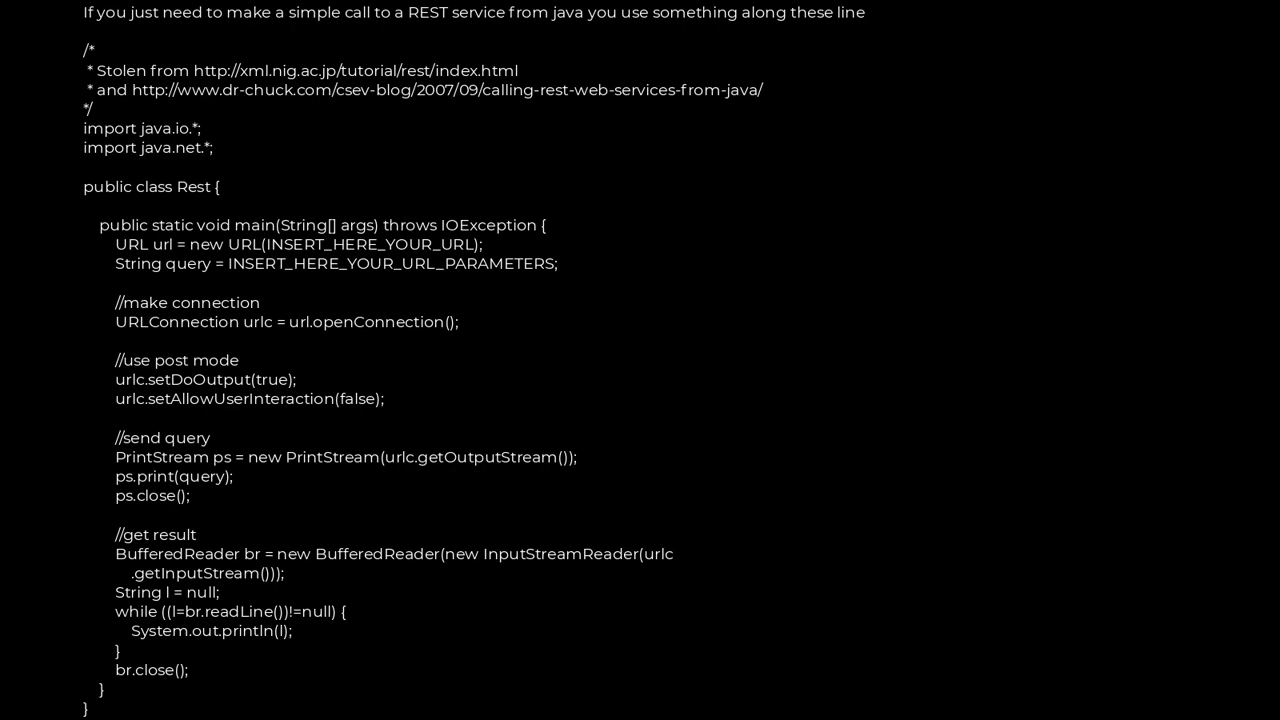 If you just need to make a simple call to a REST service from java you use something along these line
/*
* Stolen from http://xml.nig.ac.jp/tutorial/rest/index.html
* and http://www.dr-chuck.com/csev-blog/2007/09/calling-rest-web-services-from-java/
*/
import java.io.*;
import java.net.*;
public class Rest {
public static void main(String[] args) throws IOException {
URL url = new URL(INSERT_HERE_YOUR_URL);
String query = INSERT_HERE_YOUR_URL_PARAMETERS;
//make connection
URLConnection urlc = url.openConnection();
//use post mode
urlc.setDoOutput(true);
urlc.setAllowUserInteraction(false);
//send query
PrintStream ps = new PrintStream(urlc.getOutputStream());
ps.print(query);
ps.close();
//get result
BufferedReader br = new BufferedReader(new InputStreamReader(urlc
.getInputStream()));
String l = null;
while ((l=br.readLine())!=null) {
System.out.println(l);
}
br.close();
}
}